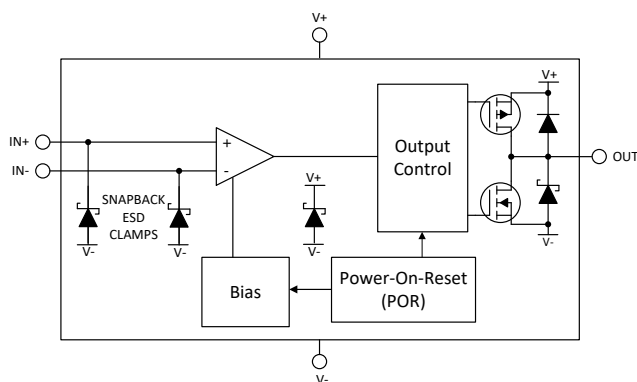 V+
V+
IN+
+
Output
Control
OUT
IN-
-
V+
SNAPBACK
ESD
CLAMPS
V-
V-
V-
V-
Bias
Power-On-Reset
(POR)
V-